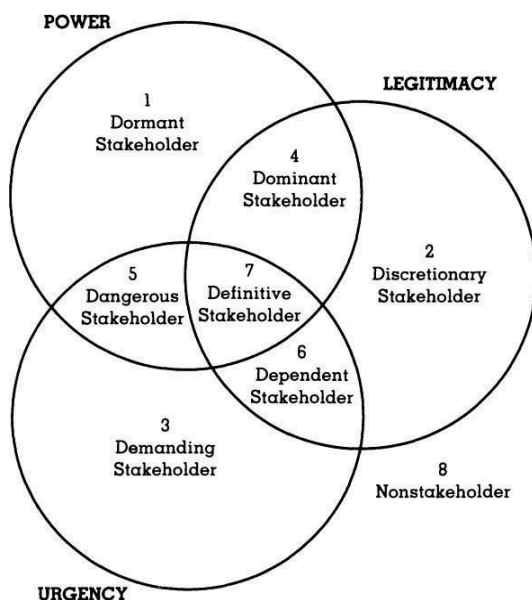 POWER
1
Dormant
Stakeholder
LEGITIMACY
4
Dominant
Stakeholder
2
Discretionary
Stakeholder
5
Dangerous
Stakeholder
7
Definitive
Stakeholder
6
Dependent
Stakeholder
3
Demanding
Stakeholder
8
Nonstakeholder
URGENCY